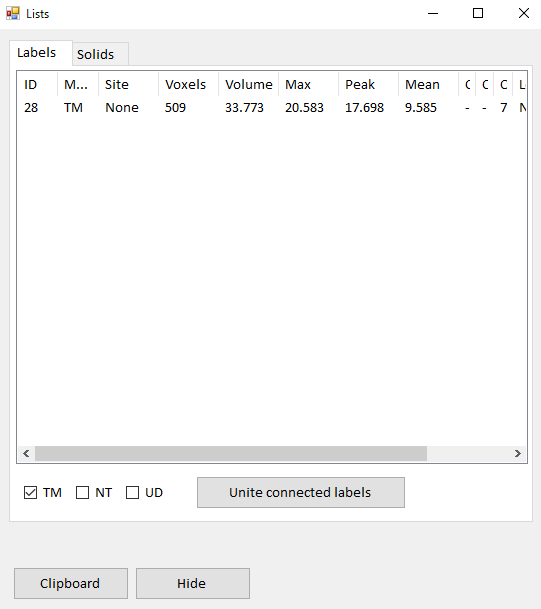 Lists
Labels Solids
ID M... Site Voxels Volume Max Peak Mean C C C L
28 TM None 509 33.773 20.583 17.698 9.585 - - 7 N
TM NT UD Unite connected labels
Clipboard Hide